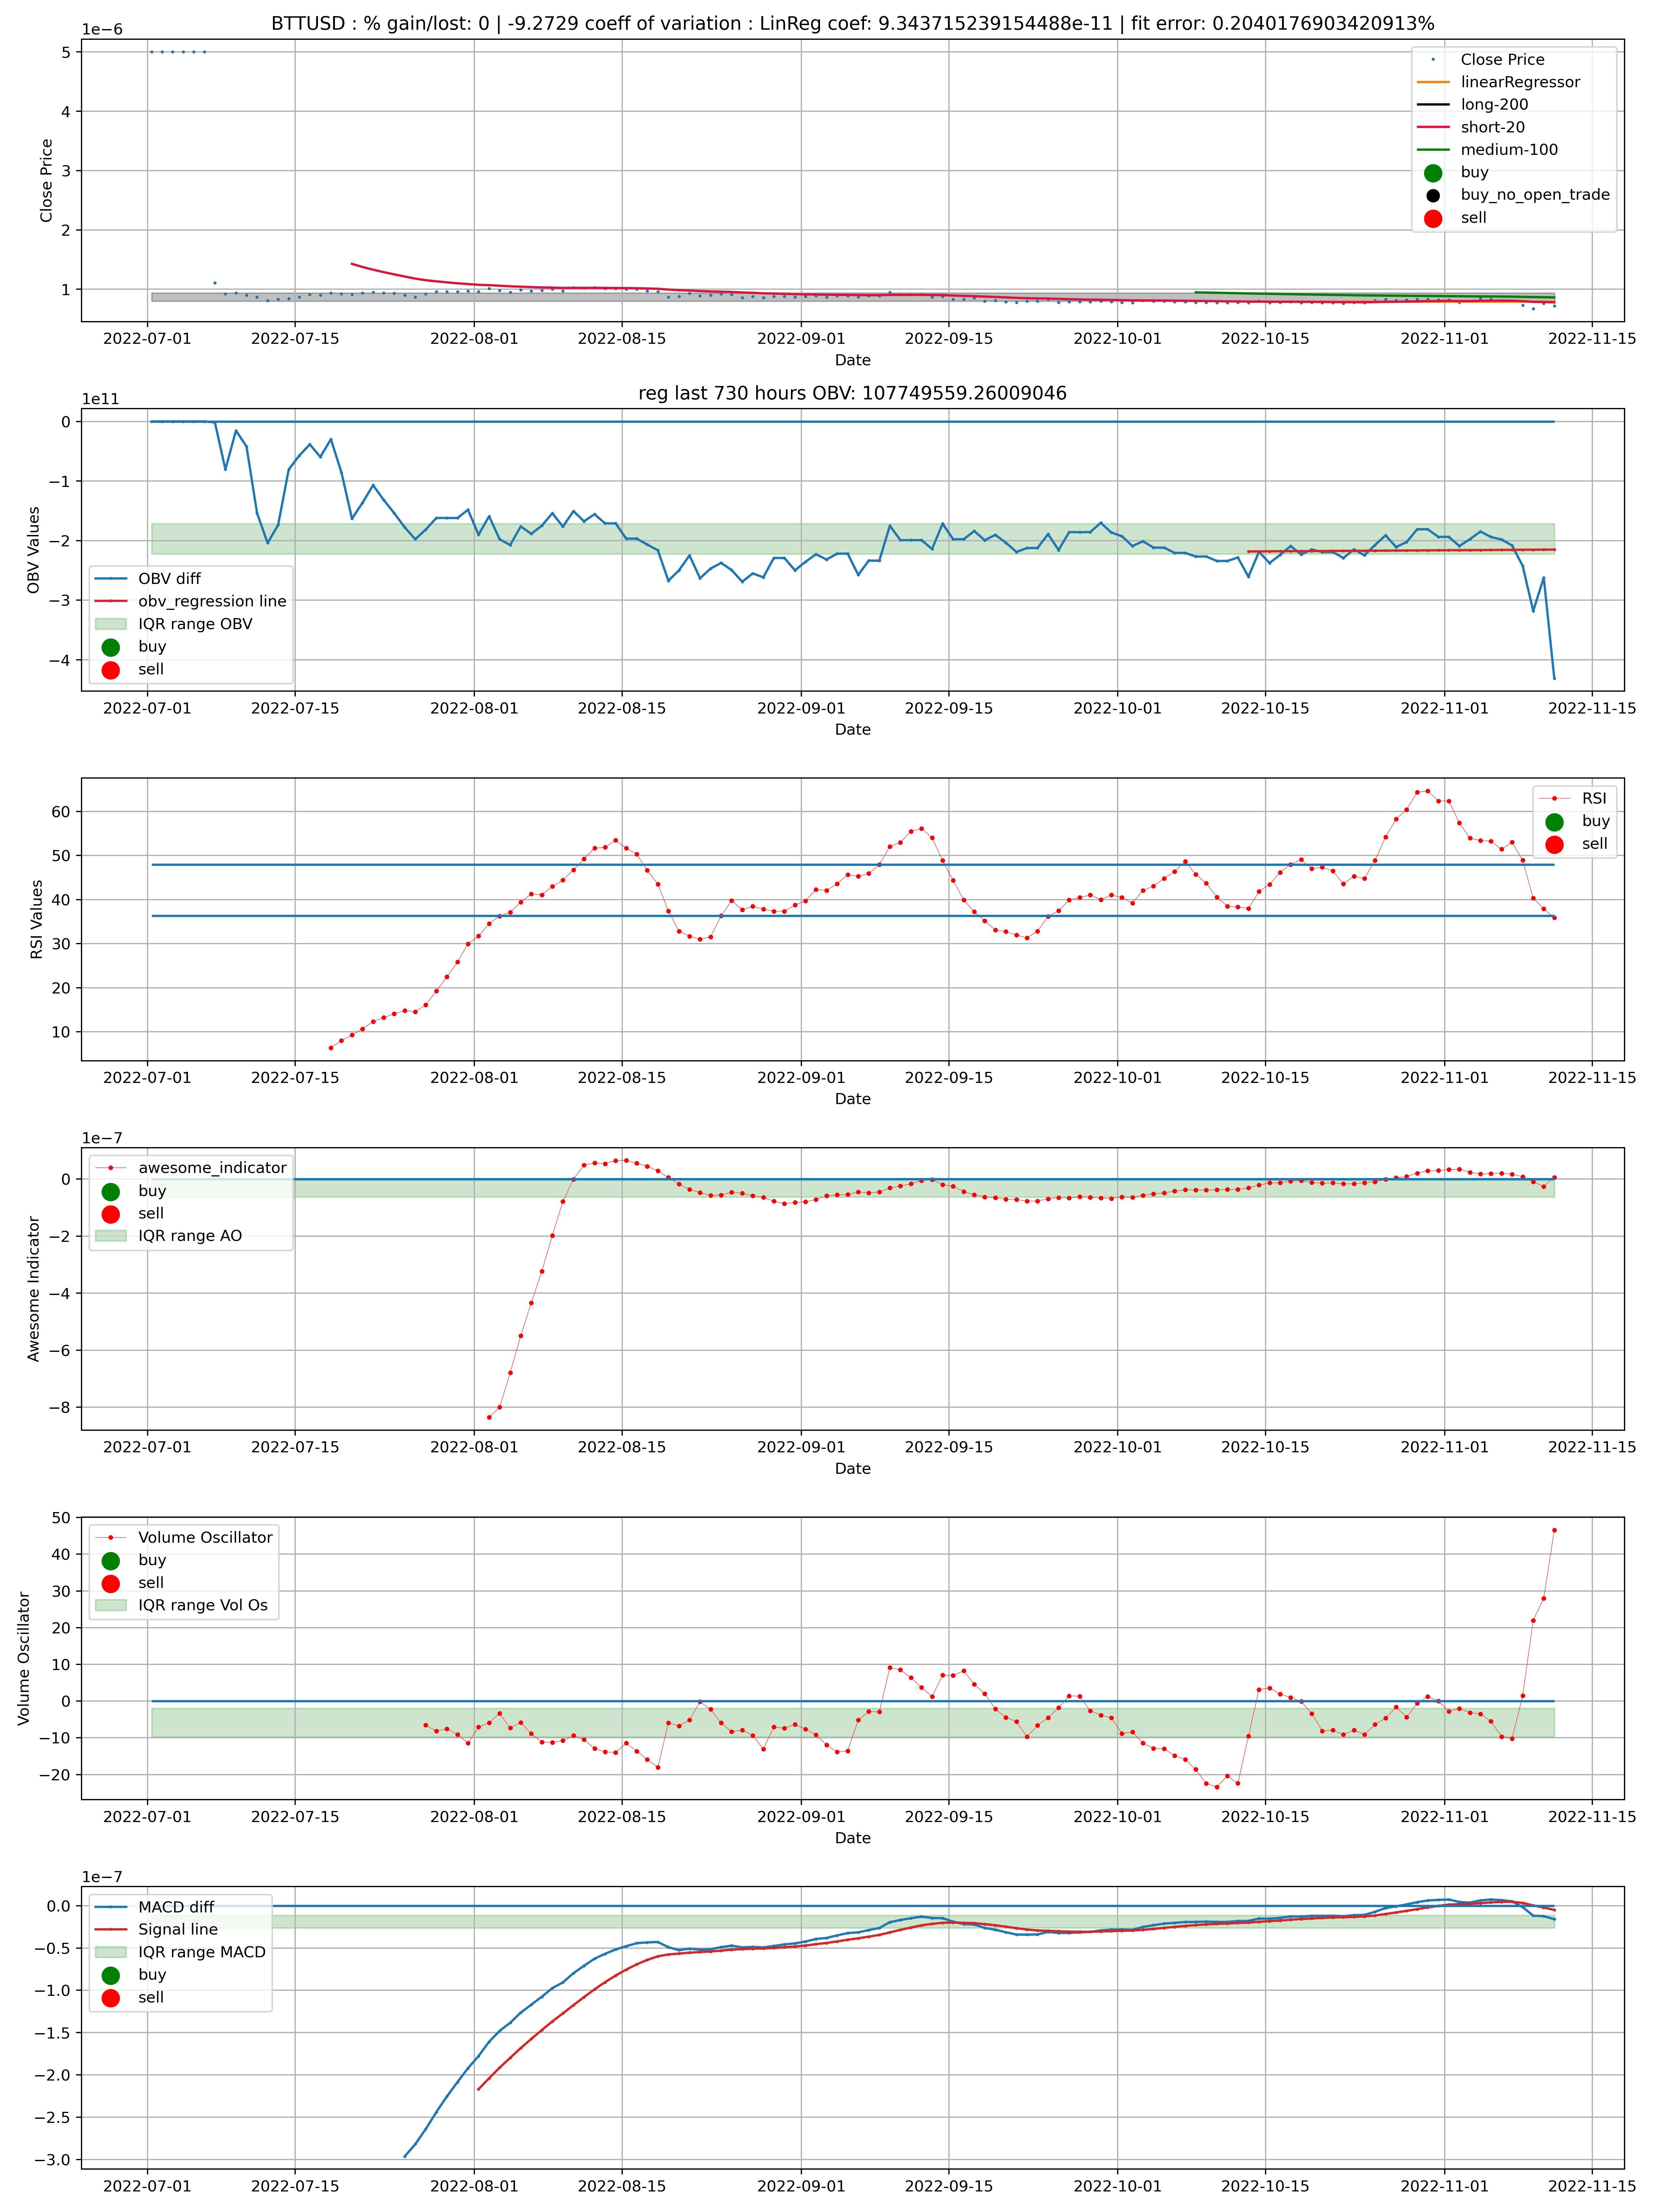 BTTUSD : % gain/lost: 0 | -9.2729 coeff of variation : LinReg coef: 9.343715239154488e-11 | fit error: 0.2040176903420913%
1e−6
5
4
3
2
1
Close Price
Close Price
linearRegressor
long-200
short-20
medium-100
buy
buy_no_open_trade
sell
2022-07-01 2022-07-15 2022-08-01 2022-08-15 2022-09-01 2022-09-15 2022-10-01 2022-10-15 2022-11-01 2022-11-15
Date
reg last 730 hours OBV: 107749559.26009046
1e11
0
−1
−2
−3
−4
OBV Values
OBV diff
obv_regression line
IQR range OBV
buy
sell
2022-07-01 2022-07-15 2022-08-01 2022-08-15 2022-09-01 2022-09-15 2022-10-01 2022-10-15 2022-11-01 2022-11-15
Date
60
50
40
30
20
10
RSI Values
RSI
buy
sell
2022-07-01 2022-07-15 2022-08-01 2022-08-15 2022-09-01 2022-09-15 2022-10-01 2022-10-15 2022-11-01 2022-11-15
Date
1e−7
0
−2
−4
−6
−8
Awesome Indicator
awesome_indicator
buy
sell
IQR range AO
2022-07-01 2022-07-15 2022-08-01 2022-08-15 2022-09-01 2022-09-15 2022-10-01 2022-10-15 2022-11-01 2022-11-15
Date
50
40
30
20
10
0
−10
−20
Volume Oscillator
Volume Oscillator
buy
sell
IQR range Vol Os
2022-07-01 2022-07-15 2022-08-01 2022-08-15 2022-09-01 2022-09-15 2022-10-01 2022-10-15 2022-11-01 2022-11-15
Date
1e−7
0.0
−0.5
−1.0
−1.5
−2.0
−2.5
−3.0
MACD diff
Signal line
IQR range MACD
buy
sell
2022-07-01 2022-07-15 2022-08-01 2022-08-15 2022-09-01 2022-09-15 2022-10-01 2022-10-15 2022-11-01 2022-11-15